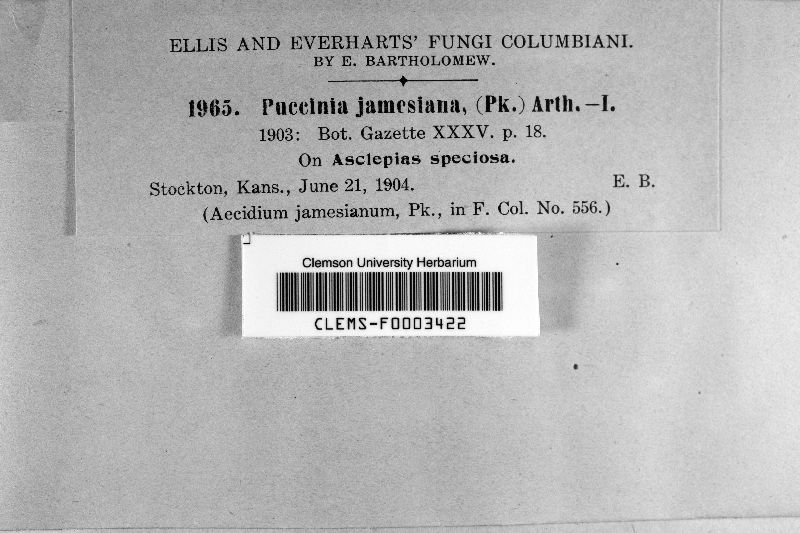 ELLIS AND EVERHARTS' FUNGI COLUMBIANI.
BY E. BARTHOLOMEW.
1965. Puccinia jamesiana, (Pk.) Arth.—I.
1903: Bot. Gazette XXXV. p. 18.
On Asclepias speciosa.
Stockton, Kans., June 21, 1904. E. B.
(Aecidium jamesianum, Pk., in F. Col. No. 556.)
Clemson University Herbarium
CLEMS-F0003422